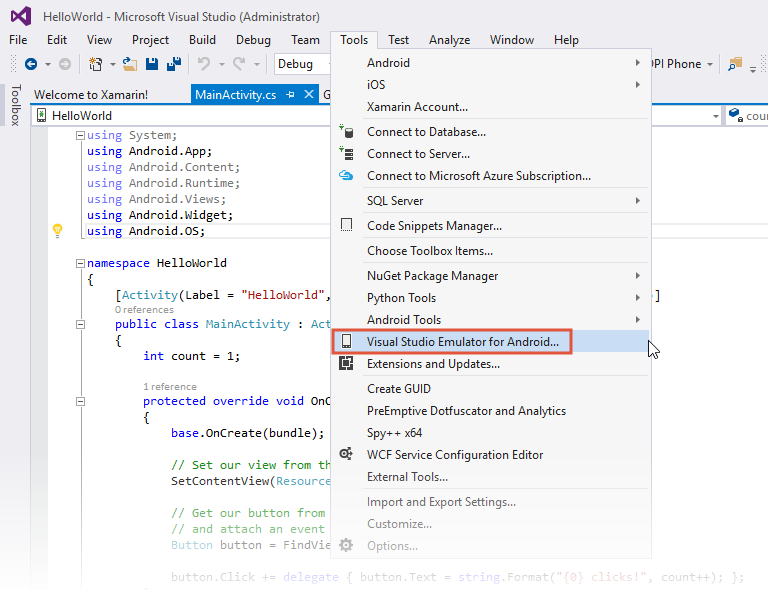 HelloWorld - Microsoft Visual Studio (Administrator)
File Edit View Project Build Debug Team Tools Test Analyze Window Help
Debug
Phone
Toolbox
Welcome to Xamarin! MainActivity.cs
HelloWorld
using System;
using Android.App;
using Android.Content;
using Android.Runtime;
using Android.Views;
using Android.Widget;
using Android.OS;
namespace HelloWorld
{
[Activity(Label = "HelloWorld", ]
0 references
public class MainActivity :
{
int count = 1;
1 reference
protected override void
{
base.OnCreate(bundle);
// Set our view from
SetContentView(Resource
// Get our button from
// and attach an event
Button button =
button.Click += delegate { button.Text = string.Format("{0} clicks!", count++); };
Android
iOS
Xamarin Account...
Connect to Database...
Connect to Server...
Connect to Microsoft Azure Subscription...
SQL Server
Code Snippets Manager...
Choose Toolbox Items...
NuGet Package Manager
Python Tools
Android Tools
Visual Studio Emulator for Android...
Extensions and Updates...
Create GUID
PreEmptive Dotfuscator and Analytics
Spy++ x64
WCF Service Configuration Editor
External Tools...
Import and Export Settings...
Customize...
Options...